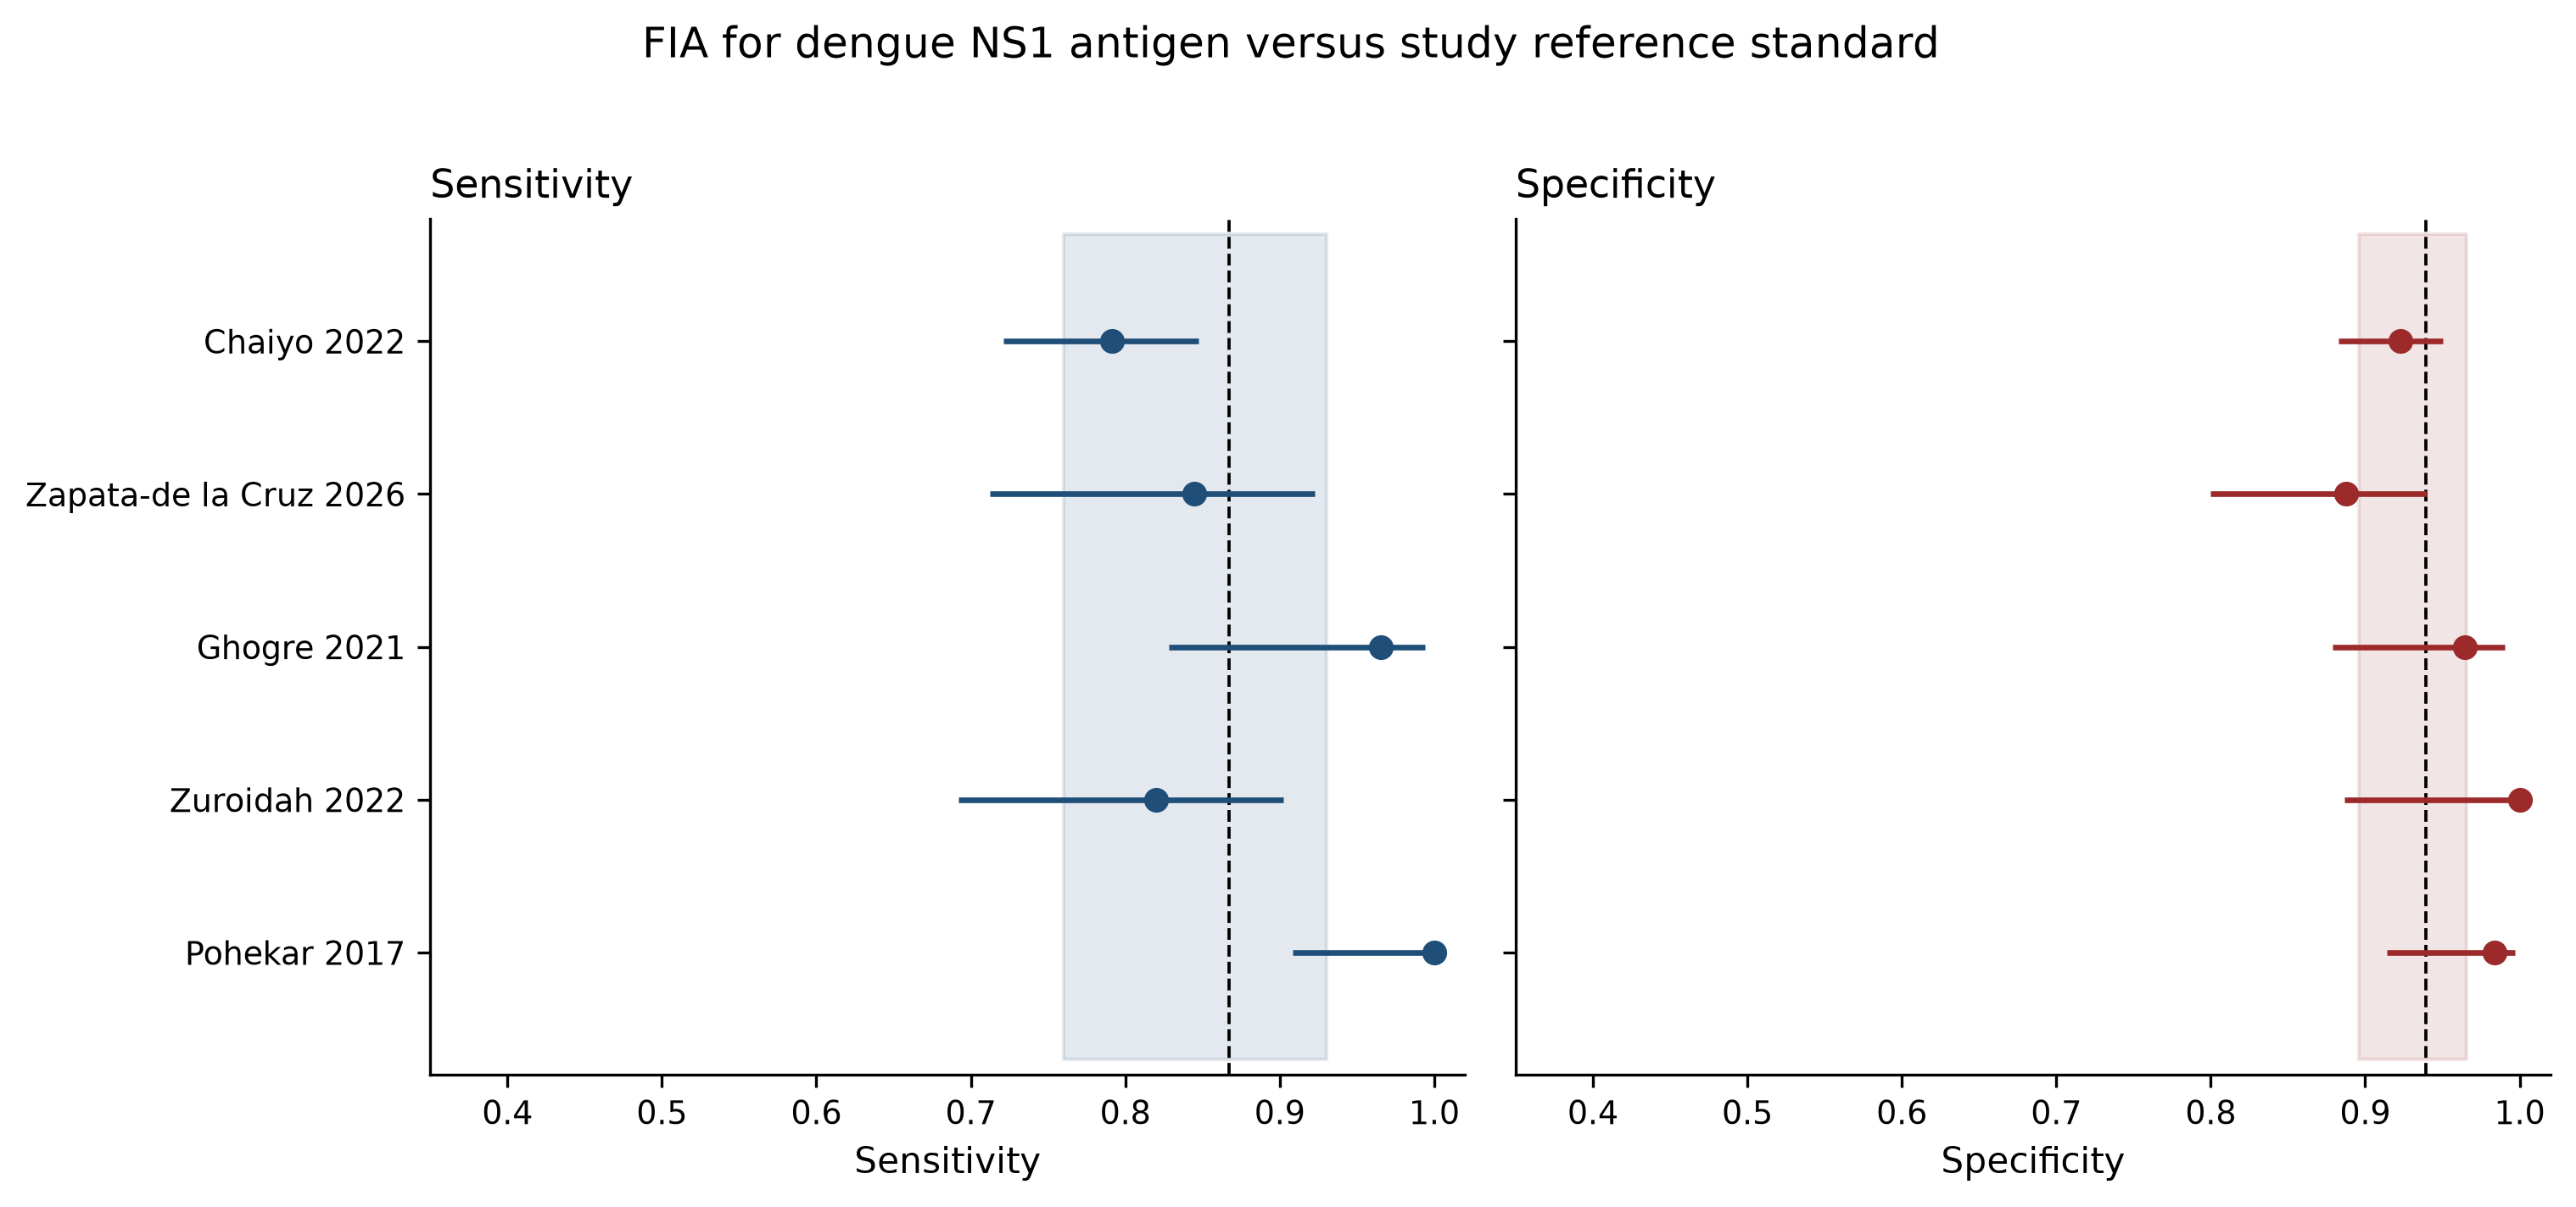 FIA for dengue NS1 antigen versus study reference standard
Sensitivity
Chaiyo 2022
Zapata-de la Cruz 2026
Ghogre 2021
Zuroidah 2022
Pohekar 2017
0.4 0.5 0.6 0.7 0.8 0.9 1.0
Sensitivity
Specificity
0.4 0.5 0.6 0.7 0.8 0.9 1.0
Specificity